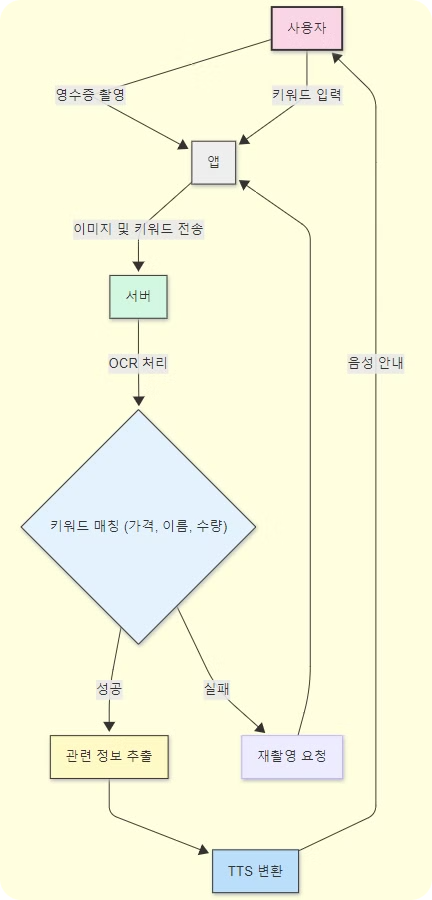 사용자
영수증 촬영
키워드 입력
앱
이미지 및 키워드 전송
서버
OCR 처리
음성 안내
키워드 매칭 (가격, 이름, 수량)
성공
실패
관련 정보 추출
재촬영 요청
TTS 변환